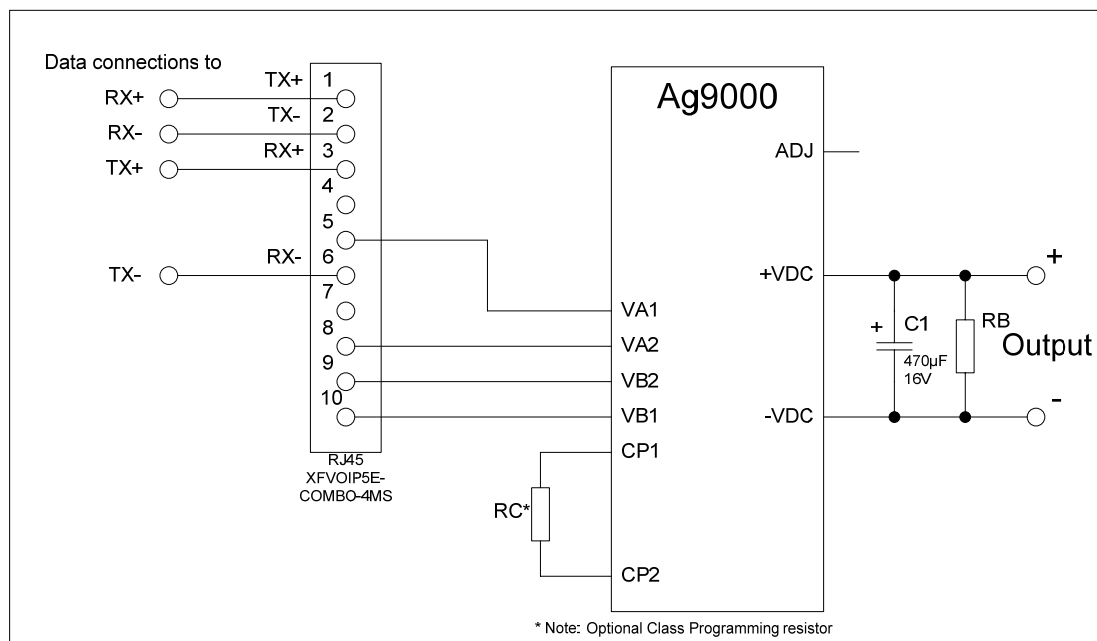 Data connections to
RX+
RX-
TX+
TX-
TX+
TX-
RX+
RX-
1
2
3
4
5
6
7
8
9
10
RJ45
XFVOIP5E-
COMBO-4MS
Ag9000
ADJ
+VDC
-VDC
VA1
VA2
VB2
VB1
CP1
CP2
RC*
+
C1
470µF
16V
RB
+
Output
-
* Note: Optional Class Programming resistor